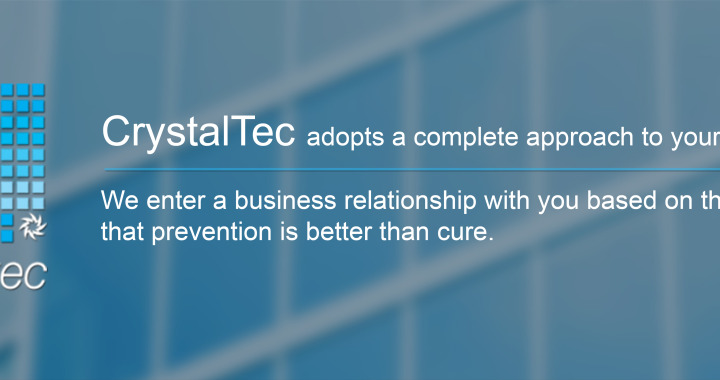 CrystalTec adopts a complete approach to your
We enter a business relationship with you based on
that prevention is better than cure.
ec